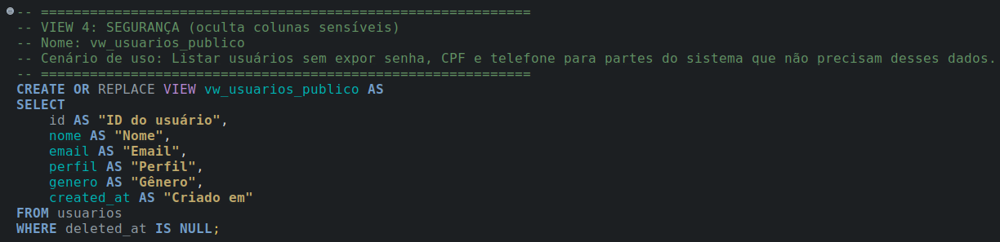 -- ============================================================
-- VIEW 4: SEGURANÇA (oculta colunas sensíveis)
-- Nome: vw_usuarios_publico
-- Cenário de uso: Listar usuários sem expor senha, CPF e telefone para partes do sistema que não precisam desses dados.
-- ============================================================
CREATE OR REPLACE VIEW vw_usuarios_publico AS
SELECT
    id AS "ID do usuário",
    nome AS "Nome",
    email AS "Email",
    perfil AS "Perfil",
    genero AS "Gênero",
    created_at AS "Criado em"
FROM usuarios
WHERE deleted_at IS NULL;